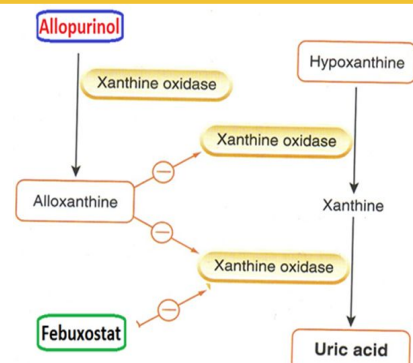 Allopurinol
Hypoxanthine
Xanthine oxidase
Xanthine oxidase
Alloxanthine
Xanthine
Xanthine oxidase
Febuxostat
Uric acid